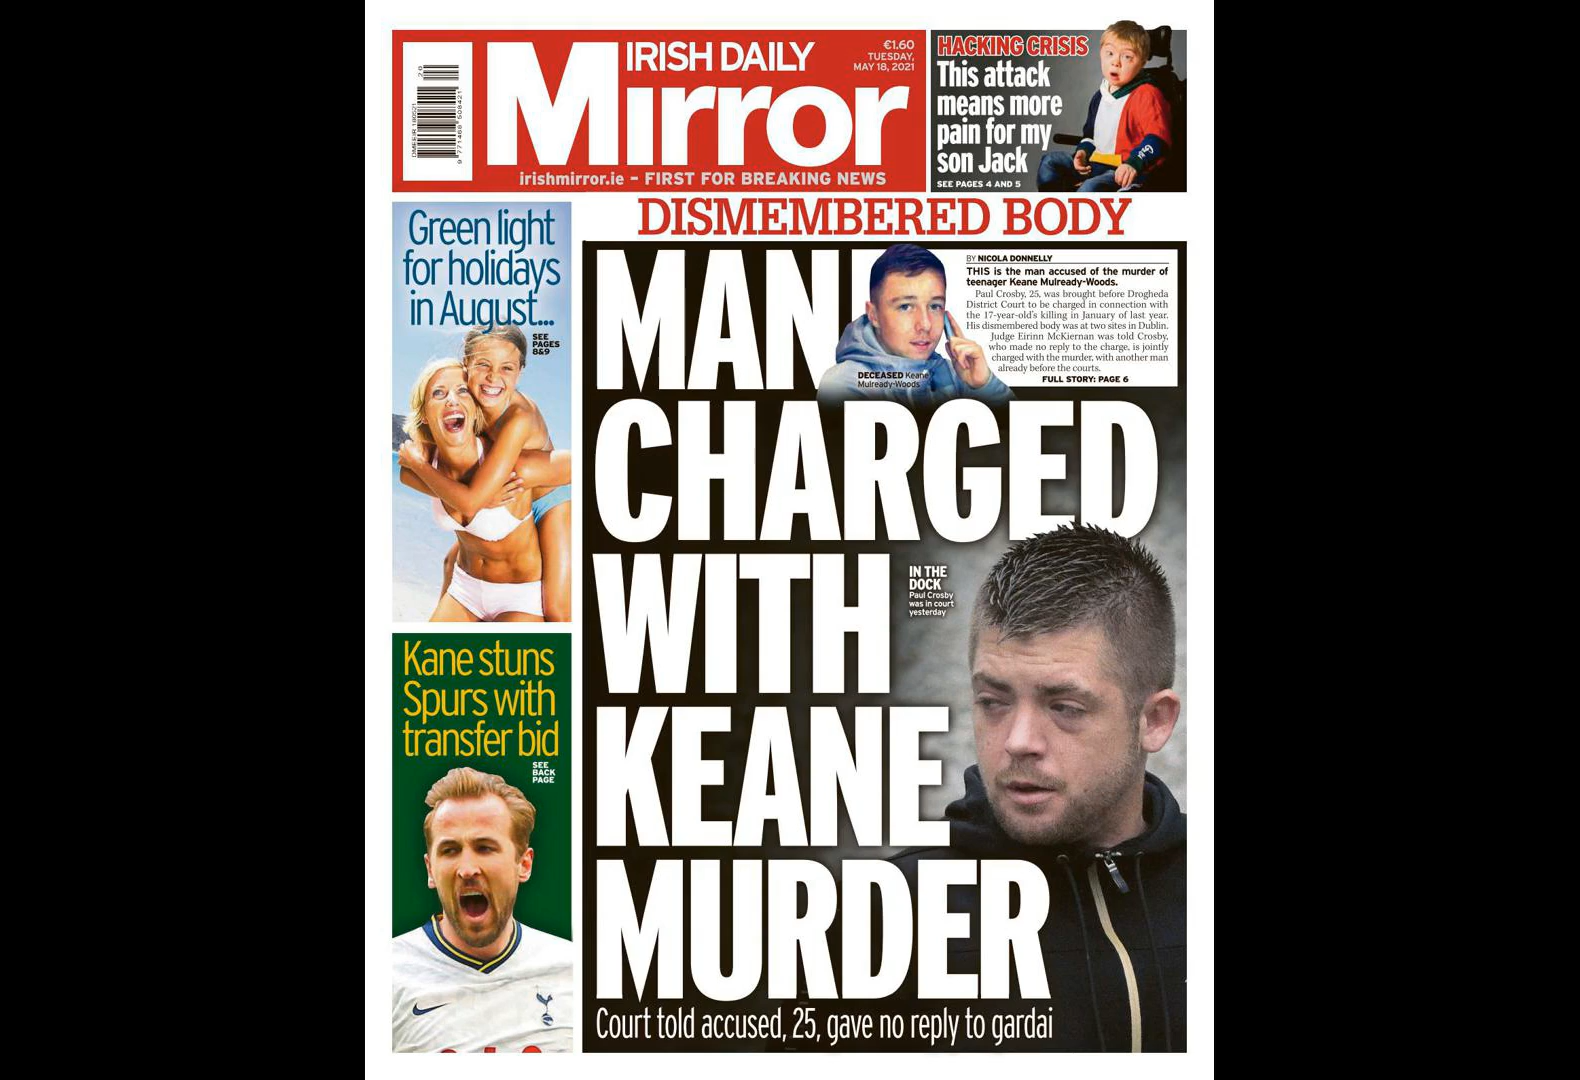 IRISH DAILY
Mirror
€1.60
TUESDAY,
MAY 18, 2021
irishmirror.ie – FIRST FOR BREAKING NEWS
HACKING CRISIS
This attack
means more
pain for my
son Jack
SEE PAGES 4 AND 5
Green light
for holidays
in August...
SEE
PAGES
8&9
Kane stuns
Spurs with
transfer bid
SEE
BACK
PAGE
DISMEMBERED BODY
MAN
CHARGED
WITH
KEANE
MURDER
Court told accused, 25, gave no reply to gardai
DECEASED Keane
Mulready-Woods
BY NICOLA DONNELLY
THIS is the man accused of the murder of
teenager Keane Mulready-Woods.
Paul Crosby, 25, was brought before Drogheda
District Court to be charged in connection with
the 17-year-old's killing in January of last year.
His dismembered body was at two sites in Dublin.
Judge Eirinn McKiernan was told Crosby,
who made no reply to the charge, is jointly
charged with the murder, with another man
already before the courts.
FULL STORY: PAGE 6
IN THE
DOCK
Paul Crosby
was in court
yesterday